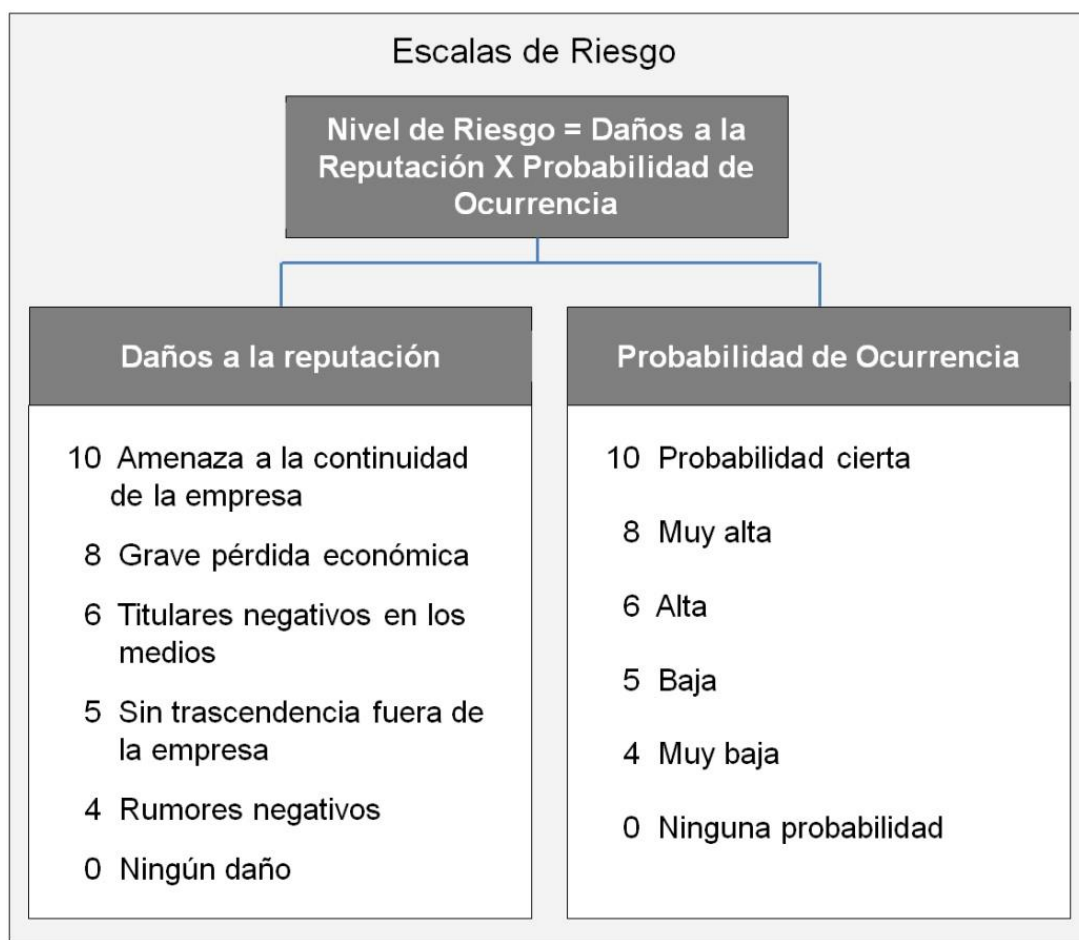 Escalas de Riesgo
Nivel de Riesgo = Daños a la
Reputación X Probabilidad de
Ocurrencia
Daños a la reputación
10 Amenaza a la continuidad
de la empresa
8 Grave pérdida económica
6 Titulares negativos en los
medios
5 Sin trascendencia fuera de
la empresa
4 Rumores negativos
0 Ningún daño
Probabilidad de Ocurrencia
10 Probabilidad cierta
8 Muy alta
6 Alta
5 Baja
4 Muy baja
0 Ninguna probabilidad